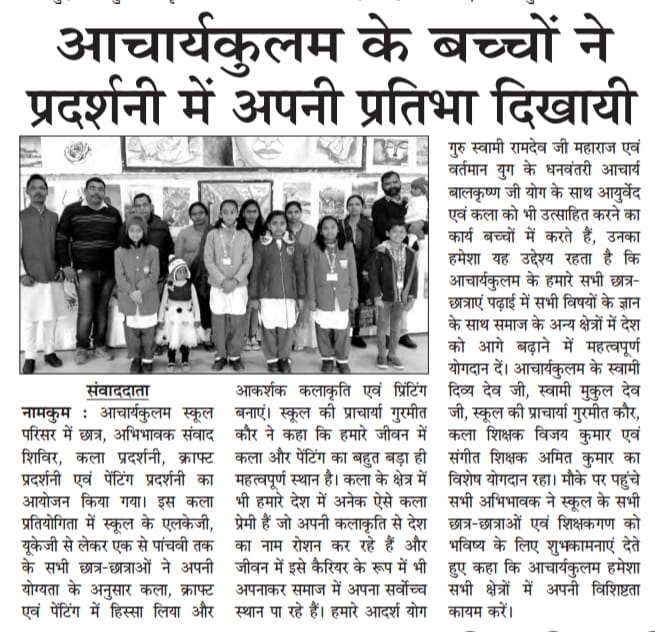 आचार्यकुलम के बच्चों ने
प्रदर्शनी में अपनी प्रतिभा दिखायी
संवाददाता
नामकुम : आचार्यकुलम स्कूल
परिसर में छात्र, अभिभावक संवाद
शिविर, कला प्रदर्शनी, क्राफ्ट
प्रदर्शनी एवं पेंटिंग प्रदर्शनी का
आयोजन किया गया। इस कला
प्रतियोगिता में स्कूल के एलकेजी,
यूकेजी से लेकर एक से पांचवी तक
के सभी छात्र-छात्राओं ने अपनी
योग्यता के अनुसार कला, क्राफ्ट
एवं पेंटिंग में हिस्सा लिया और
आकर्शक कलाकृति एवं प्रिंटिंग
बनाएं। स्कूल की प्राचार्या गुरमीत
कौर ने कहा कि हमारे जीवन में
कला और पेंटिंग का बहुत बड़ा ही
महत्वपूर्ण स्थान है। कला के क्षेत्र में
भी हमारे देश में अनेक ऐसे कला
प्रेमी हैं जो अपनी कलाकृति से देश
का नाम रोशन कर रहे हैं और
जीवन में इसे कैरियर के रूप में भी
अपनाकर समाज में अपना सर्वोच्च
स्थान पा रहे हैं। हमारे आदर्श योग
गुरु स्वामी रामदेव जी महाराज एवं
वर्तमान युग के धनवंतरी आचार्य
बालकृष्ण जी योग के साथ आयुर्वेद
एवं कला को भी उत्साहित करने का
कार्य बच्चों में करते हैं, उनका
हमेशा यह उद्देश्य रहता है कि
आचार्यकुलम के हमारे सभी छात्र-
छात्राएं पढ़ाई में सभी विषयों के ज्ञान
के साथ समाज के अन्य क्षेत्रों में देश
को आगे बढ़ाने में महत्वपूर्ण
योगदान दें। आचार्यकुलम के स्वामी
दिव्य देव जी, स्वामी मुकुल देव
जी, स्कूल की प्राचार्या गुरमीत कौर,
कला शिक्षक विजय कुमार एवं
संगीत शिक्षक अमित कुमार का
विशेष योगदान रहा। मौके पर पहुंचे
सभी अभिभावक ने स्कूल के सभी
छात्र-छात्राओं एवं शिक्षकगण को
भविष्य के लिए शुभकामनाएं देते
हुए कहा कि आचार्यकुलम हमेशा
सभी क्षेत्रों में अपनी विशिष्टता
कायम करें।